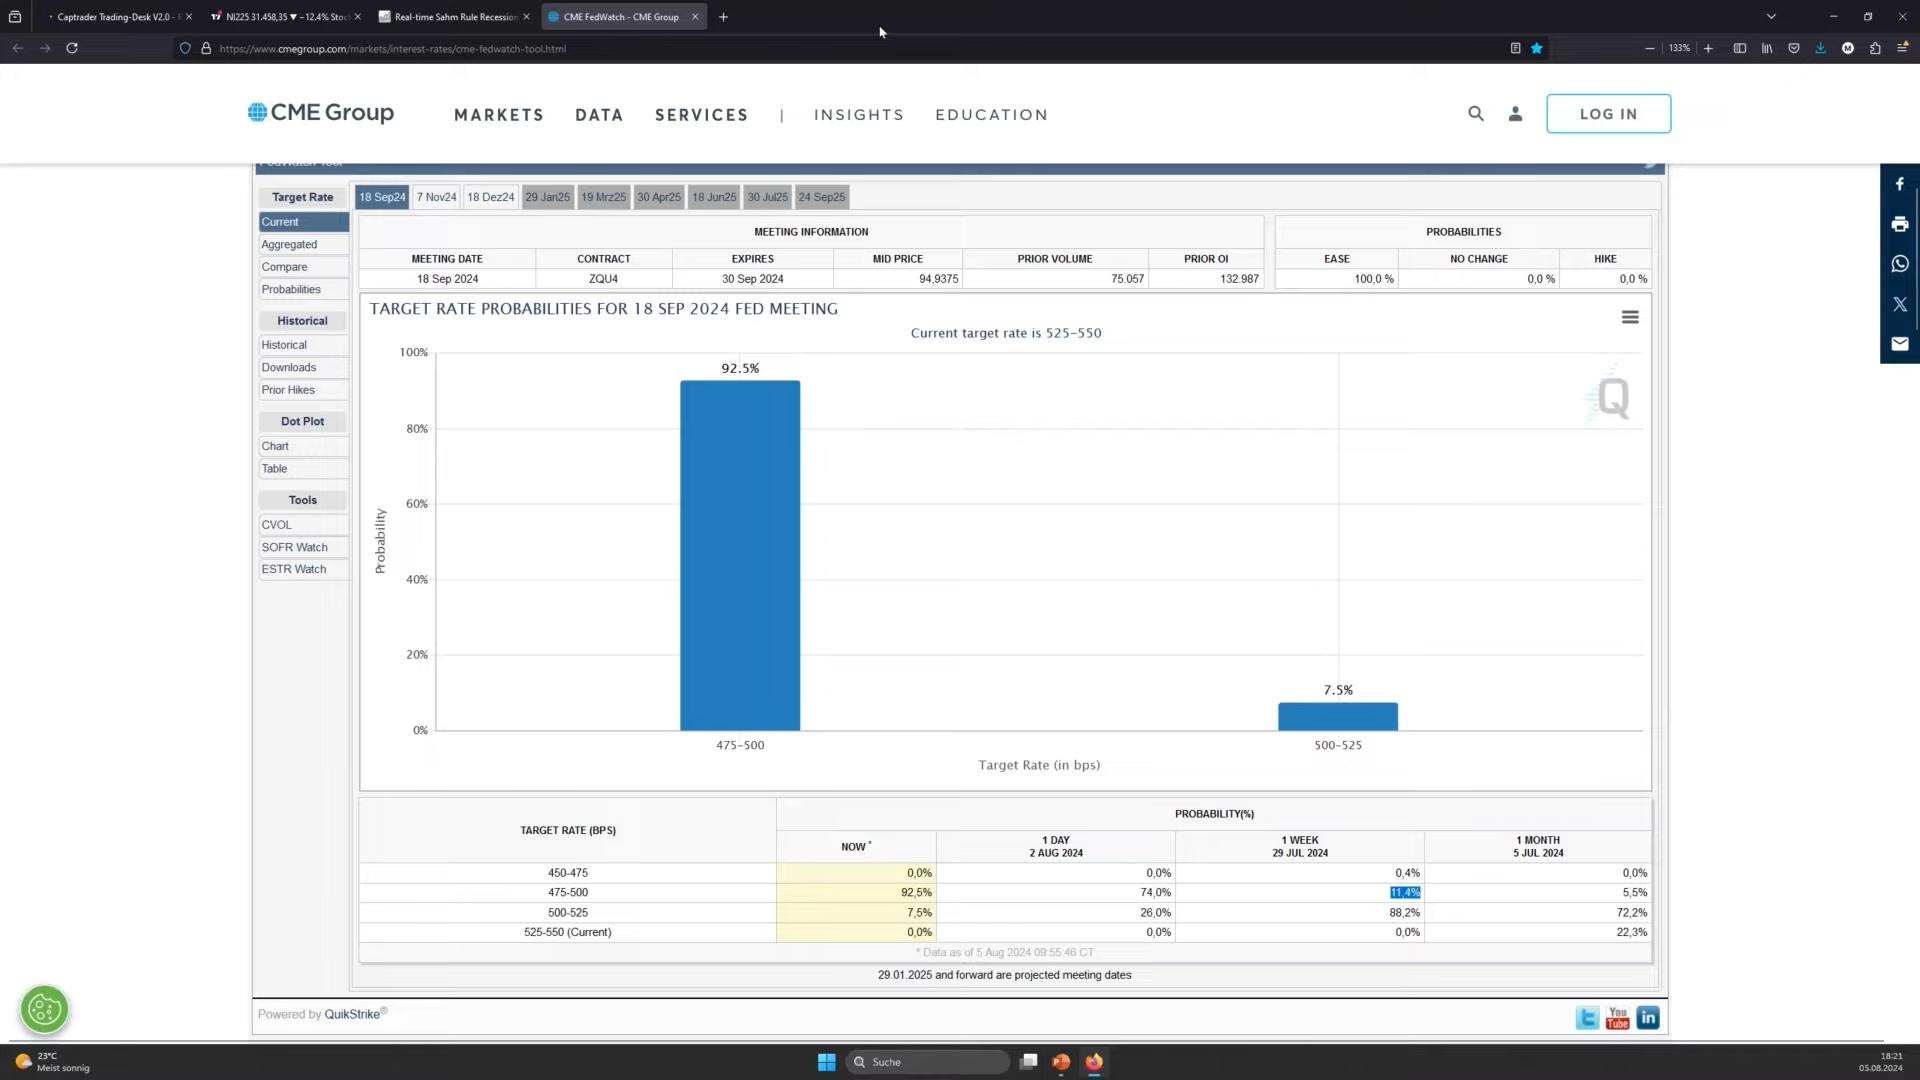 Captrader Trading-Desk V2.0 -
NI225 31.458,35 ▼ −12.4% Stoc
Real-time Sahm Rule Recession
CME FedWatch - CME Group
https://www.cmegroup.com/markets/interest-rates/cme-fedwatch-tool.html
133%
CME Group
MARKETS DATA SERVICES | INSIGHTS EDUCATION
LOG IN
Target Rate
Current
Aggregated
Compare
Probabilities
Historical
Historical
Downloads
Prior Hikes
Dot Plot
Chart
Table
Tools
CVOL
SOFR Watch
ESTR Watch
18 Sep24 7 Nov24 18 Dez24 29 Jan25 19 Mrz25 30 Apr25 18 Jun25 30 Jul25 24 Sep25
MEETING INFORMATION
MEETING DATE CONTRACT EXPIRES MID PRICE PRIOR VOLUME PRIOR OI
18 Sep 2024 ZQU4 30 Sep 2024 94,9375 75.057 132.987
PROBABILITIES
EASE NO CHANGE HIKE
100,0 % 0,0 % 0,0 %
TARGET RATE PROBABILITIES FOR 18 SEP 2024 FED MEETING
Current target rate is 525-550
Probability
100%
80%
60%
40%
20%
0%
92.5%
7.5%
475-500 500-525
Target Rate (in bps)
Q
TARGET RATE (BPS)
PROBABILITY(%)
NOW *
1 DAY
2 AUG 2024
1 WEEK
29 JUL 2024
1 MONTH
5 JUL 2024
450-475 0,0% 0,0% 0,4% 0,0%
475-500 92,5% 74,0% 11,4% 5,5%
500-525 7,5% 26,0% 88,2% 72,2%
525-550 (Current) 0,0% 0,0% 0,0% 22,3%
* Data as of 5 Aug 2024 09:55:46 CT
29.01.2025 and forward are projected meeting dates
Powered by QuikStrike®
You
Tube
in
23°C
Meist sonnig
Suche
18:21
05.08.2024